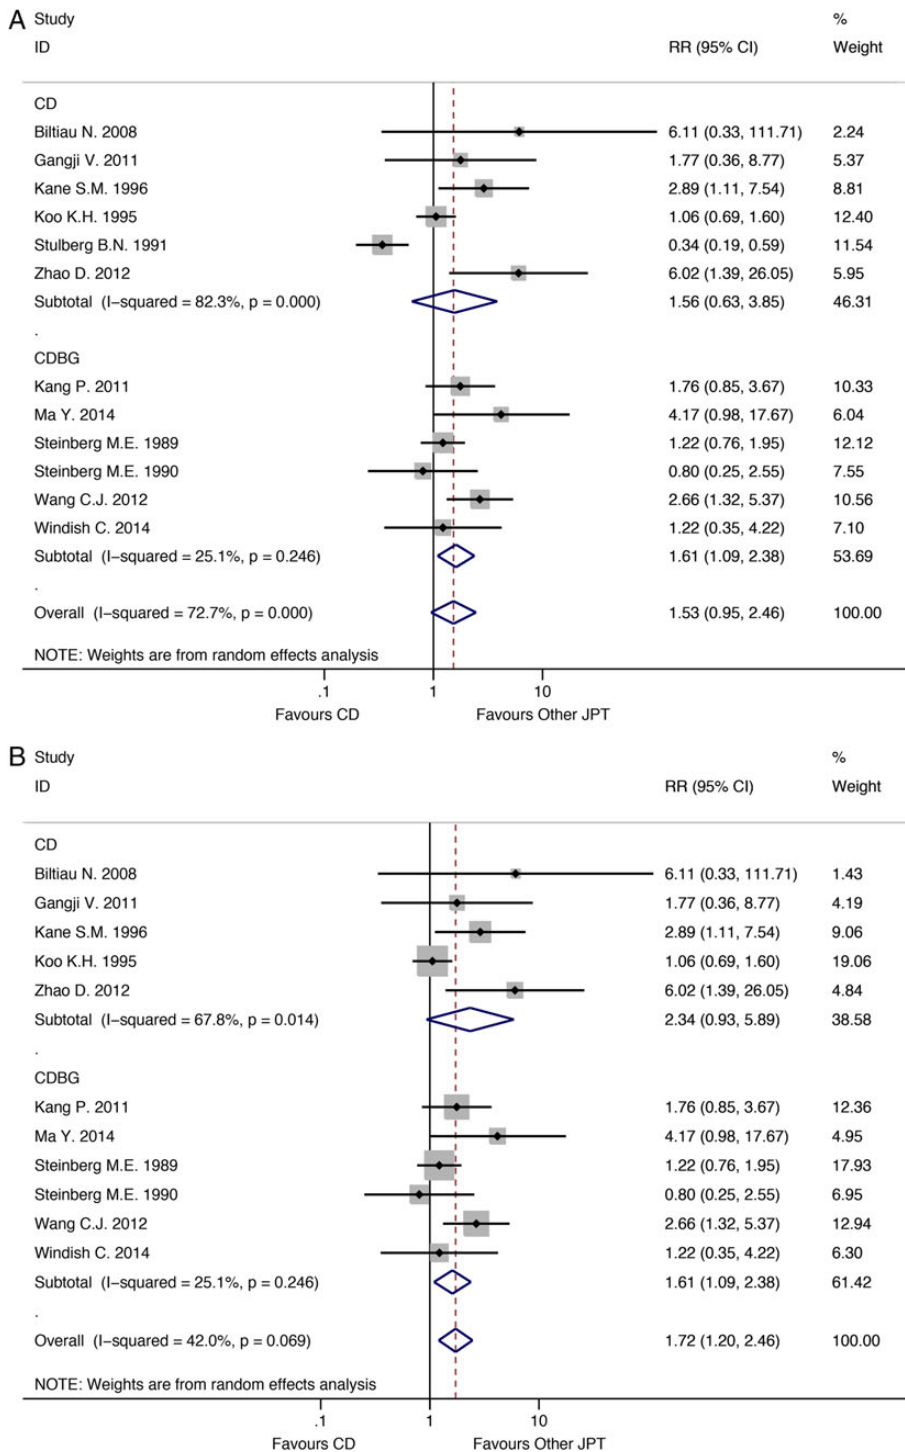 A Study %
ID RR (95% CI) Weight
CD
Biltiau N. 2008 6.11 (0.33, 111.71) 2.24
Gangji V. 2011 1.77 (0.36, 8.77) 5.37
Kane S.M. 1996 2.89 (1.11, 7.54) 8.81
Koo K.H. 1995 1.06 (0.69, 1.60) 12.40
Stulberg B.N. 1991 0.34 (0.19, 0.59) 11.54
Zhao D. 2012 6.02 (1.39, 26.05) 5.95
Subtotal (I-squared = 82.3%, p = 0.000) 1.56 (0.63, 3.85) 46.31
.
CDBG
Kang P. 2011 1.76 (0.85, 3.67) 10.33
Ma Y. 2014 4.17 (0.98, 17.67) 6.04
Steinberg M.E. 1989 1.22 (0.76, 1.95) 12.12
Steinberg M.E. 1990 0.80 (0.25, 2.55) 7.55
Wang C.J. 2012 2.66 (1.32, 5.37) 10.56
Windish C. 2014 1.22 (0.35, 4.22) 7.10
Subtotal (I-squared = 25.1%, p = 0.246) 1.61 (1.09, 2.38) 53.69
.
Overall (I-squared = 72.7%, p = 0.000) 1.53 (0.95, 2.46) 100.00
NOTE: Weights are from random effects analysis
.1 1 10
Favours CD Favours Other JPT
B Study %
ID RR (95% CI) Weight
CD
Biltiau N. 2008 6.11 (0.33, 111.71) 1.43
Gangji V. 2011 1.77 (0.36, 8.77) 4.19
Kane S.M. 1996 2.89 (1.11, 7.54) 9.06
Koo K.H. 1995 1.06 (0.69, 1.60) 19.06
Zhao D. 2012 6.02 (1.39, 26.05) 4.84
Subtotal (I-squared = 67.8%, p = 0.014) 2.34 (0.93, 5.89) 38.58
.
CDBG
Kang P. 2011 1.76 (0.85, 3.67) 12.36
Ma Y. 2014 4.17 (0.98, 17.67) 4.95
Steinberg M.E. 1989 1.22 (0.76, 1.95) 17.93
Steinberg M.E. 1990 0.80 (0.25, 2.55) 6.95
Wang C.J. 2012 2.66 (1.32, 5.37) 12.94
Windish C. 2014 1.22 (0.35, 4.22) 6.30
Subtotal (I-squared = 25.1%, p = 0.246) 1.61 (1.09, 2.38) 61.42
.
Overall (I-squared = 42.0%, p = 0.069) 1.72 (1.20, 2.46) 100.00
NOTE: Weights are from random effects analysis
.1 1 10
Favours CD Favours Other JPT